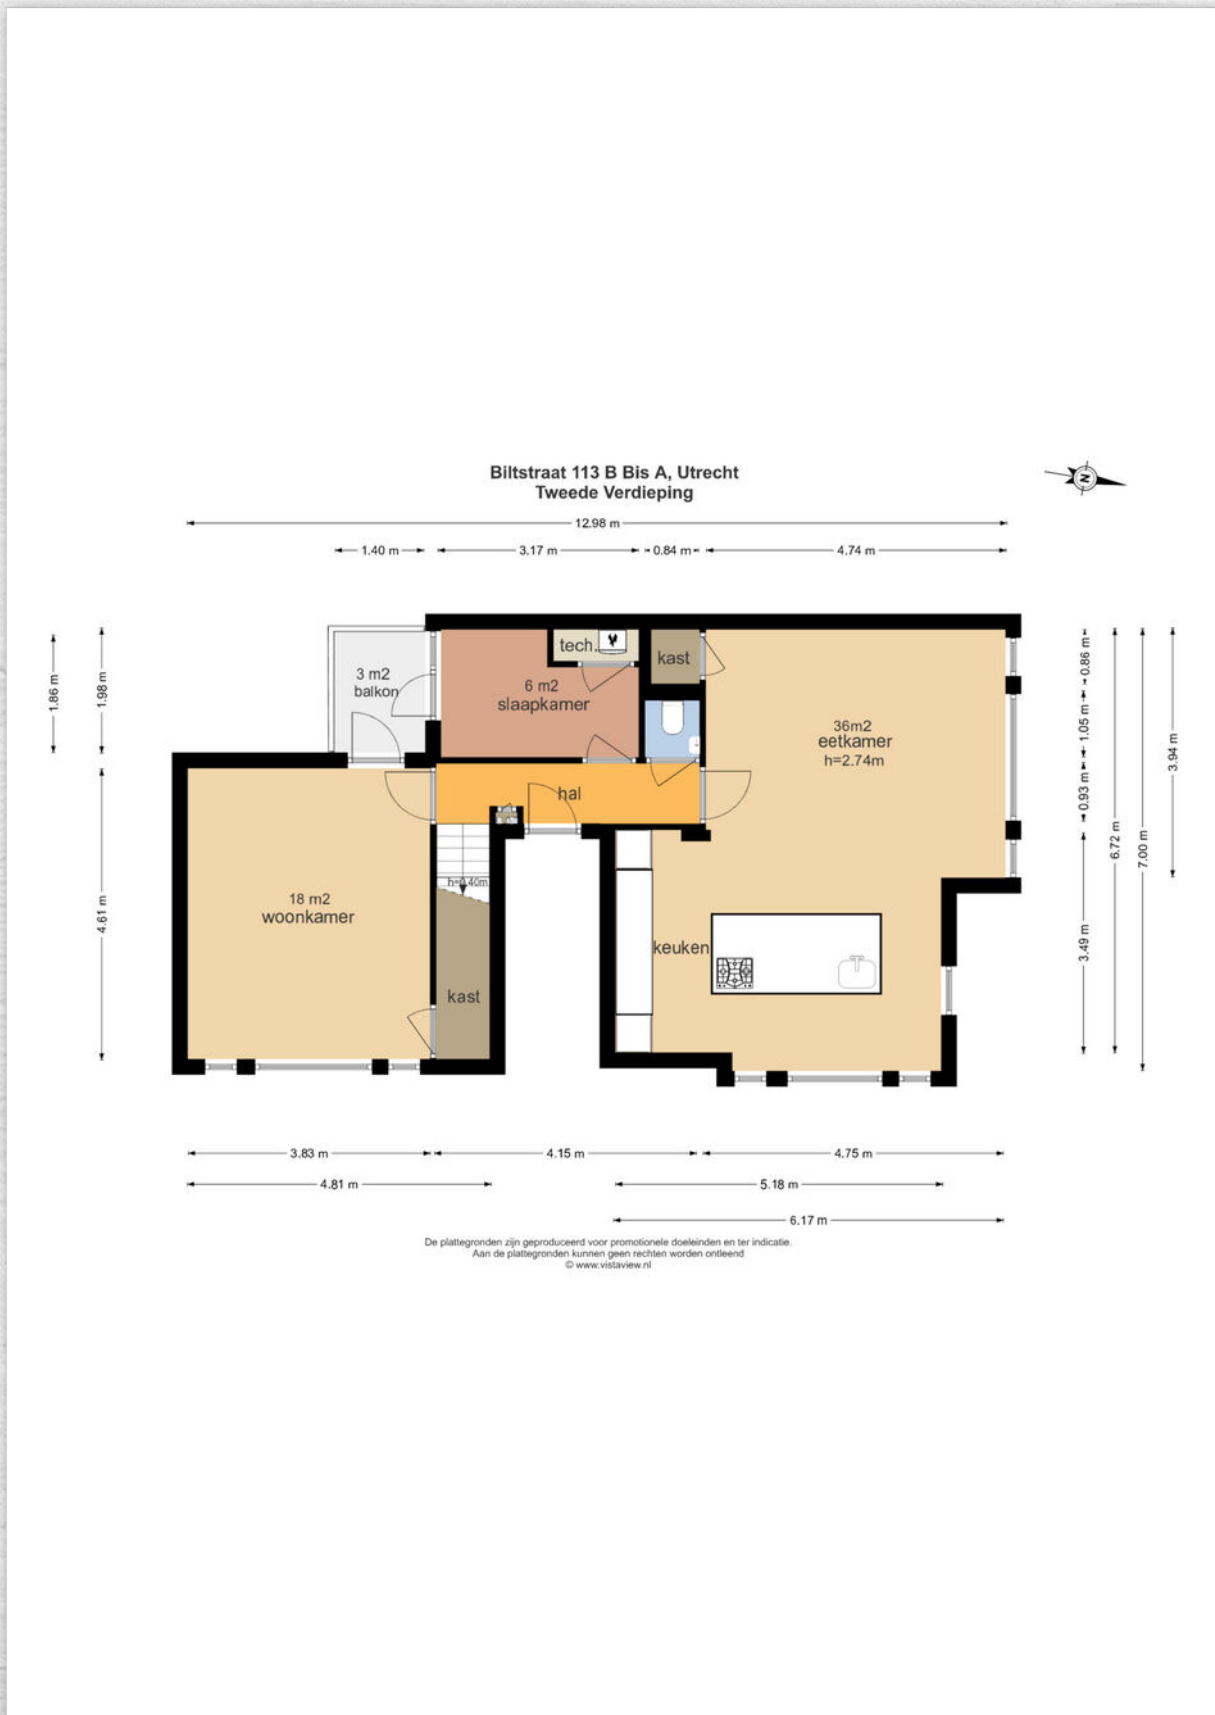 Biltstraat 113 B Bis A, Utrecht
Tweede Verdieping
N
12.98 m
1.40 m
3.17 m
0.84 m
4.74 m
1.86 m
1.98 m
4.61 m
3 m2
balkon
6 m2
slaapkamer
tech.
kast
36m2
eetkamer
h=2.74m
hal
18 m2
woonkamer
h=0.40m
kast
keuken
0.86 m
1.05 m
0.93 m
3.49 m
6.72 m
7.00 m
3.94 m
3.83 m
4.15 m
4.75 m
4.81 m
5.18 m
6.17 m
De plattegronden zijn geproduceerd voor promotionele doeleinden en ter indicatie.
Aan de plattegronden kunnen geen rechten worden ontleend
© www.vistaview.nl